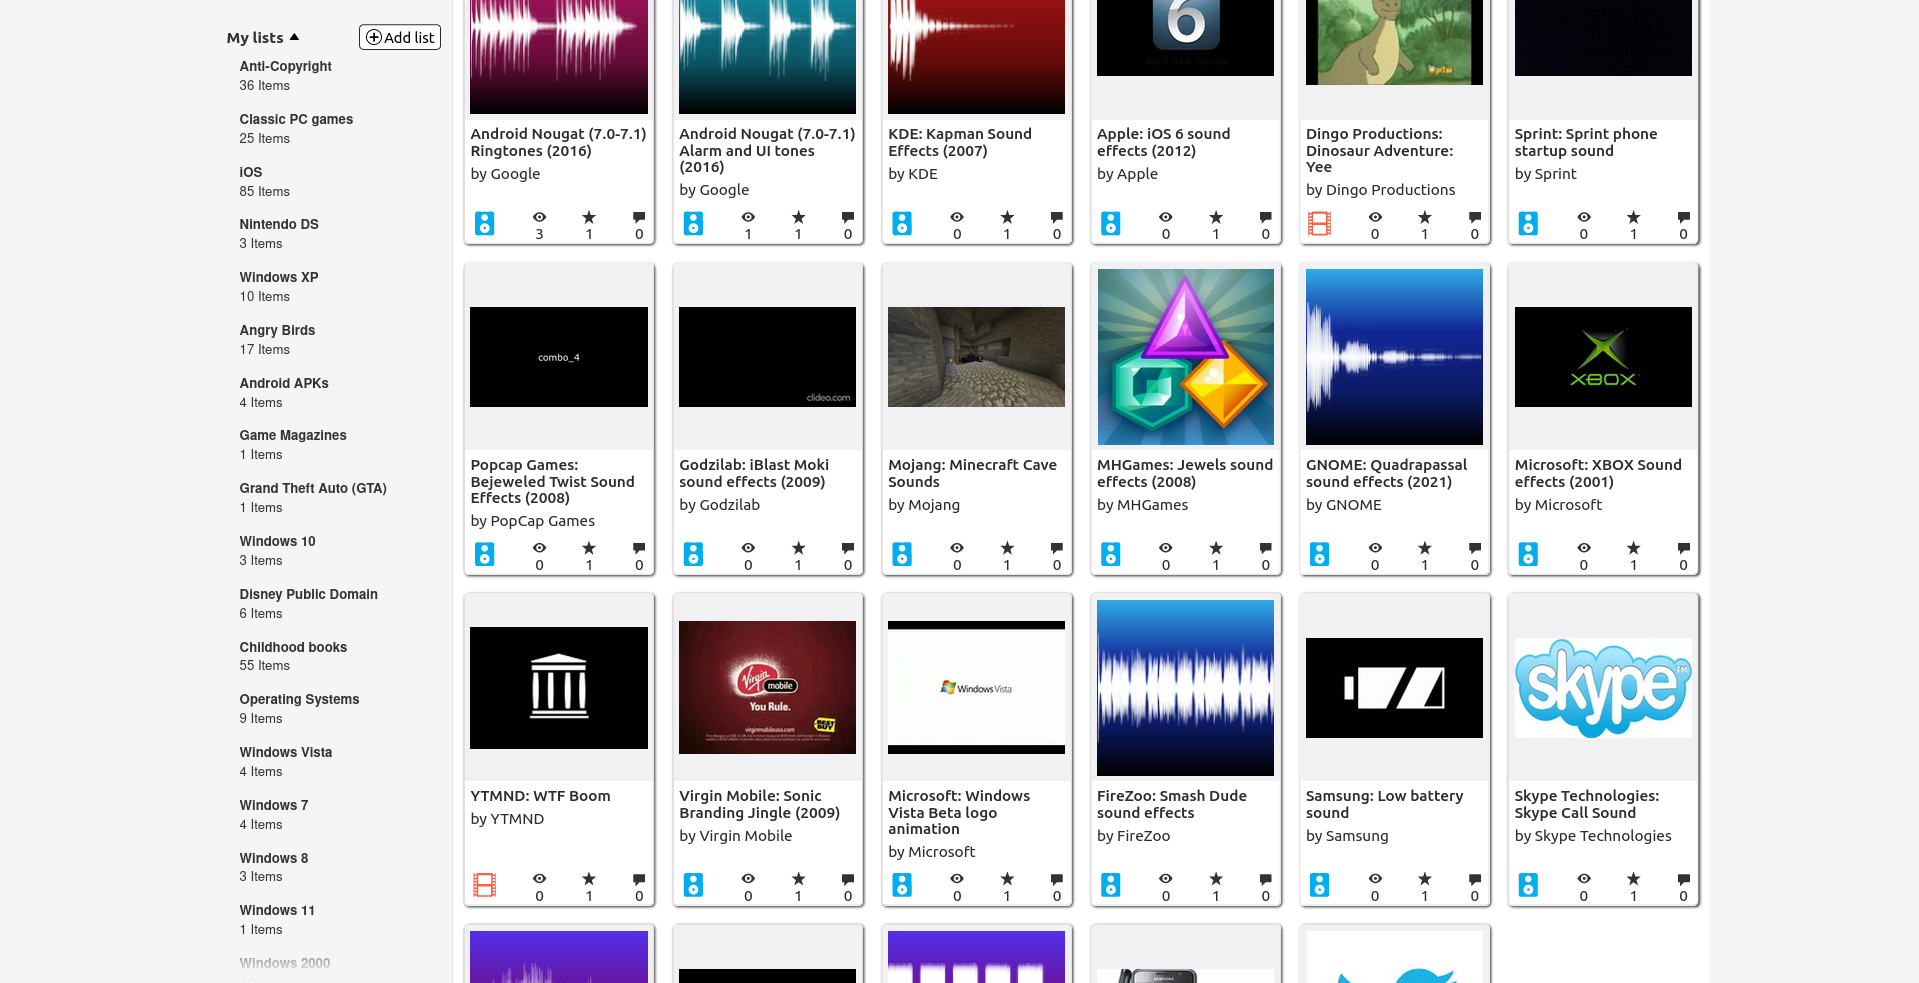 My lists
Add list
Anti-Copyright
36 Items
Classic PC games
25 Items
iOS
85 Items
Nintendo DS
3 Items
Windows XP
10 Items
Angry Birds
17 Items
Android APKs
4 Items
Game Magazines
1 Items
Grand Theft Auto (GTA)
1 Items
Windows 10
3 Items
Disney Public Domain
6 Items
Childhood books
55 Items
Operating Systems
9 Items
Windows Vista
4 Items
Windows 7
4 Items
Windows 8
3 Items
Windows 11
1 Items
Windows 2000
Android Nougat (7.0-7.1)
Ringtones (2016)
by Google
3 1 0
Android Nougat (7.0-7.1)
Alarm and UI tones
(2016)
by Google
1 1 0
KDE: Kapman Sound
Effects (2007)
by KDE
0 1 0
6
iOS 6 RAW Sounds
Apple: iOS 6 sound
effects (2012)
by Apple
0 1 0
Dingo Productions:
Dinosaur Adventure:
Yee
by Dingo Productions
0 1 0
Sprint: Sprint phone
startup sound
by Sprint
0 1 0
combo_4
Popcap Games:
Bejeweled Twist Sound
Effects (2008)
by PopCap Games
0 1 0
clideo.com
Godzilab: iBlast Moki
sound effects (2009)
by Godzilab
0 1 0
Mojang: Minecraft Cave
Sounds
by Mojang
0 1 0
MHGames: Jewels sound
effects (2008)
by MHGames
0 1 0
GNOME: Quadrapassal
sound effects (2021)
by GNOME
0 1 0
XBOX
Microsoft: XBOX Sound
effects (2001)
by Microsoft
0 1 0
YTMND: WTF Boom
by YTMND
0 1 0
Virgin
mobile
You Rule.
virginmobileusa.com
BEST BUY
Virgin Mobile: Sonic
Branding Jingle (2009)
by Virgin Mobile
0 1 0
Windows Vista
Microsoft: Windows
Vista Beta logo
animation
by Microsoft
0 1 0
FireZoo: Smash Dude
sound effects
by FireZoo
0 1 0
Samsung: Low battery
sound
by Samsung
0 1 0
skype
TM
Skype Technologies:
Skype Call Sound
by Skype Technologies
0 1 0
SAMSUNG